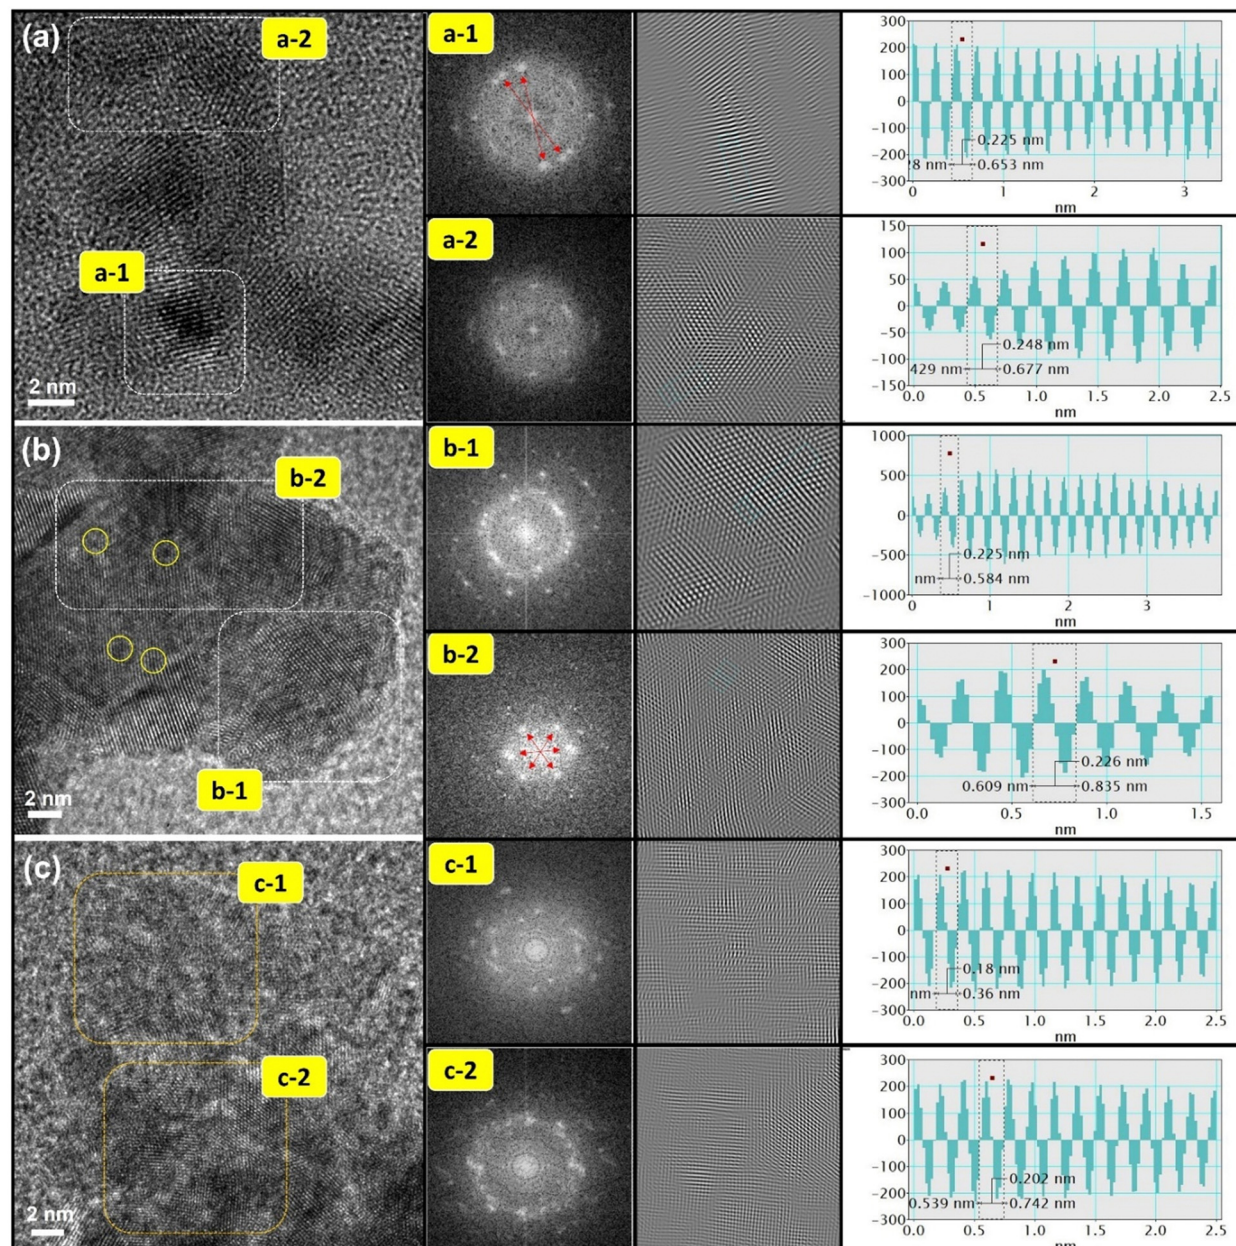 (a)
a-2
a-1
2 nm
a-1
300
200
100
0
-100
-200
-300
0.225 nm
28 nm
0.653 nm
0
1
2
3
nm
a-2
150
100
50
0
-50
-100
-150
0.248 nm
429 nm
0.677 nm
0
0.5
1.0
1.5
2.0
2.5
nm
(b)
b-2
b-1
2 nm
b-1
1000
500
0
-500
-1000
0.225 nm
nm
0.584 nm
0
1
2
3
nm
b-2
300
200
100
0
-100
-200
-300
0.226 nm
0.609 nm
0.835 nm
0.0
0.5
1.0
1.5
nm
(c)
c-1
c-2
2 nm
c-1
300
200
100
0
-100
-200
-300
0.18 nm
nm
0.36 nm
0.0
0.5
1.0
1.5
2.0
2.5
nm
c-2
300
200
100
0
-100
-200
-300
0.202 nm
0.539 nm
0.742 nm
0.0
0.5
1.0
1.5
2.0
2.5
nm